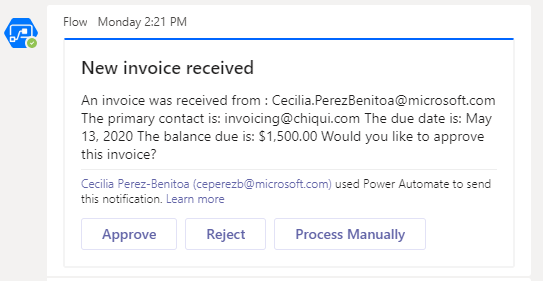 Flow Monday 2:21 PM
New invoice received
An invoice was received from : Cecilia.PerezBenitoa@microsoft.com
The primary contact is: invoicing@chiqui.com The due date is: May
13, 2020 The balance due is: $1,500.00 Would you like to approve
this invoice?
Cecilia Perez-Benitoa (ceperezb@microsoft.com) used Power Automate to send
this notification. Learn more
Approve Reject Process Manually